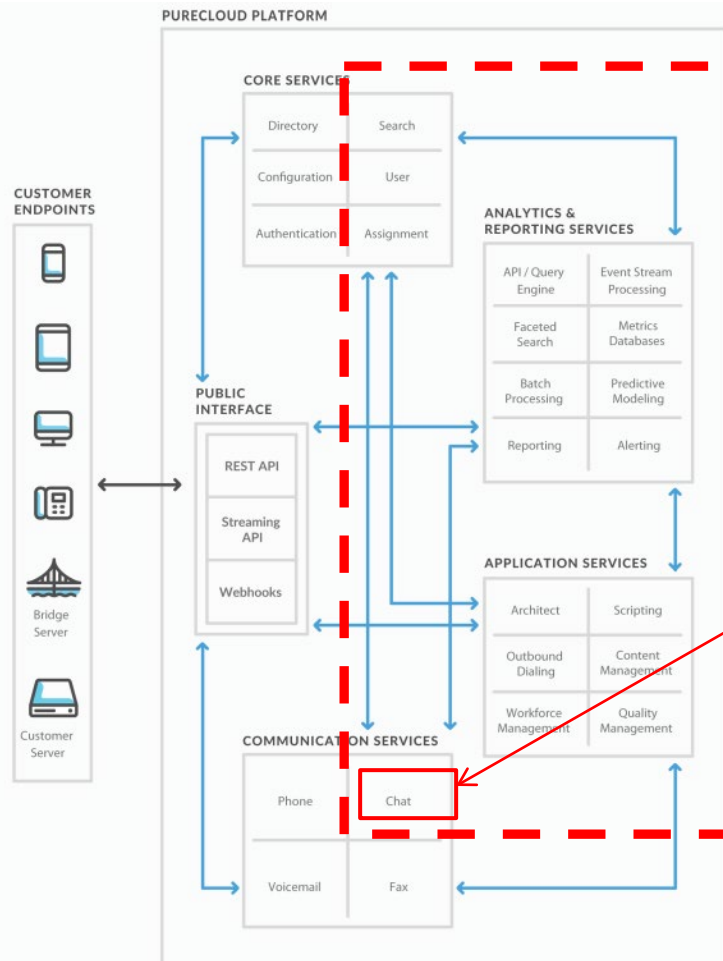 PURECLOUD PLATFORM
CORE SERVICES
Directory
Search
Configuration
User
Authentication
Assignment
CUSTOMER
ENDPOINTS
Bridge
Server
Customer
Server
PUBLIC
INTERFACE
REST API
Streaming
API
Webhooks
ANALYTICS &
REPORTING SERVICES
API / Query
Engine
Event Stream
Processing
Faceted
Search
Metrics
Databases
Batch
Processing
Predictive
Modeling
Reporting
Alerting
APPLICATION SERVICES
Architect
Scripting
Outbound
Dialing
Content
Management
Workforce
Management
Quality
Management
COMMUNICATION SERVICES
Phone
Chat
Voicemail
Fax